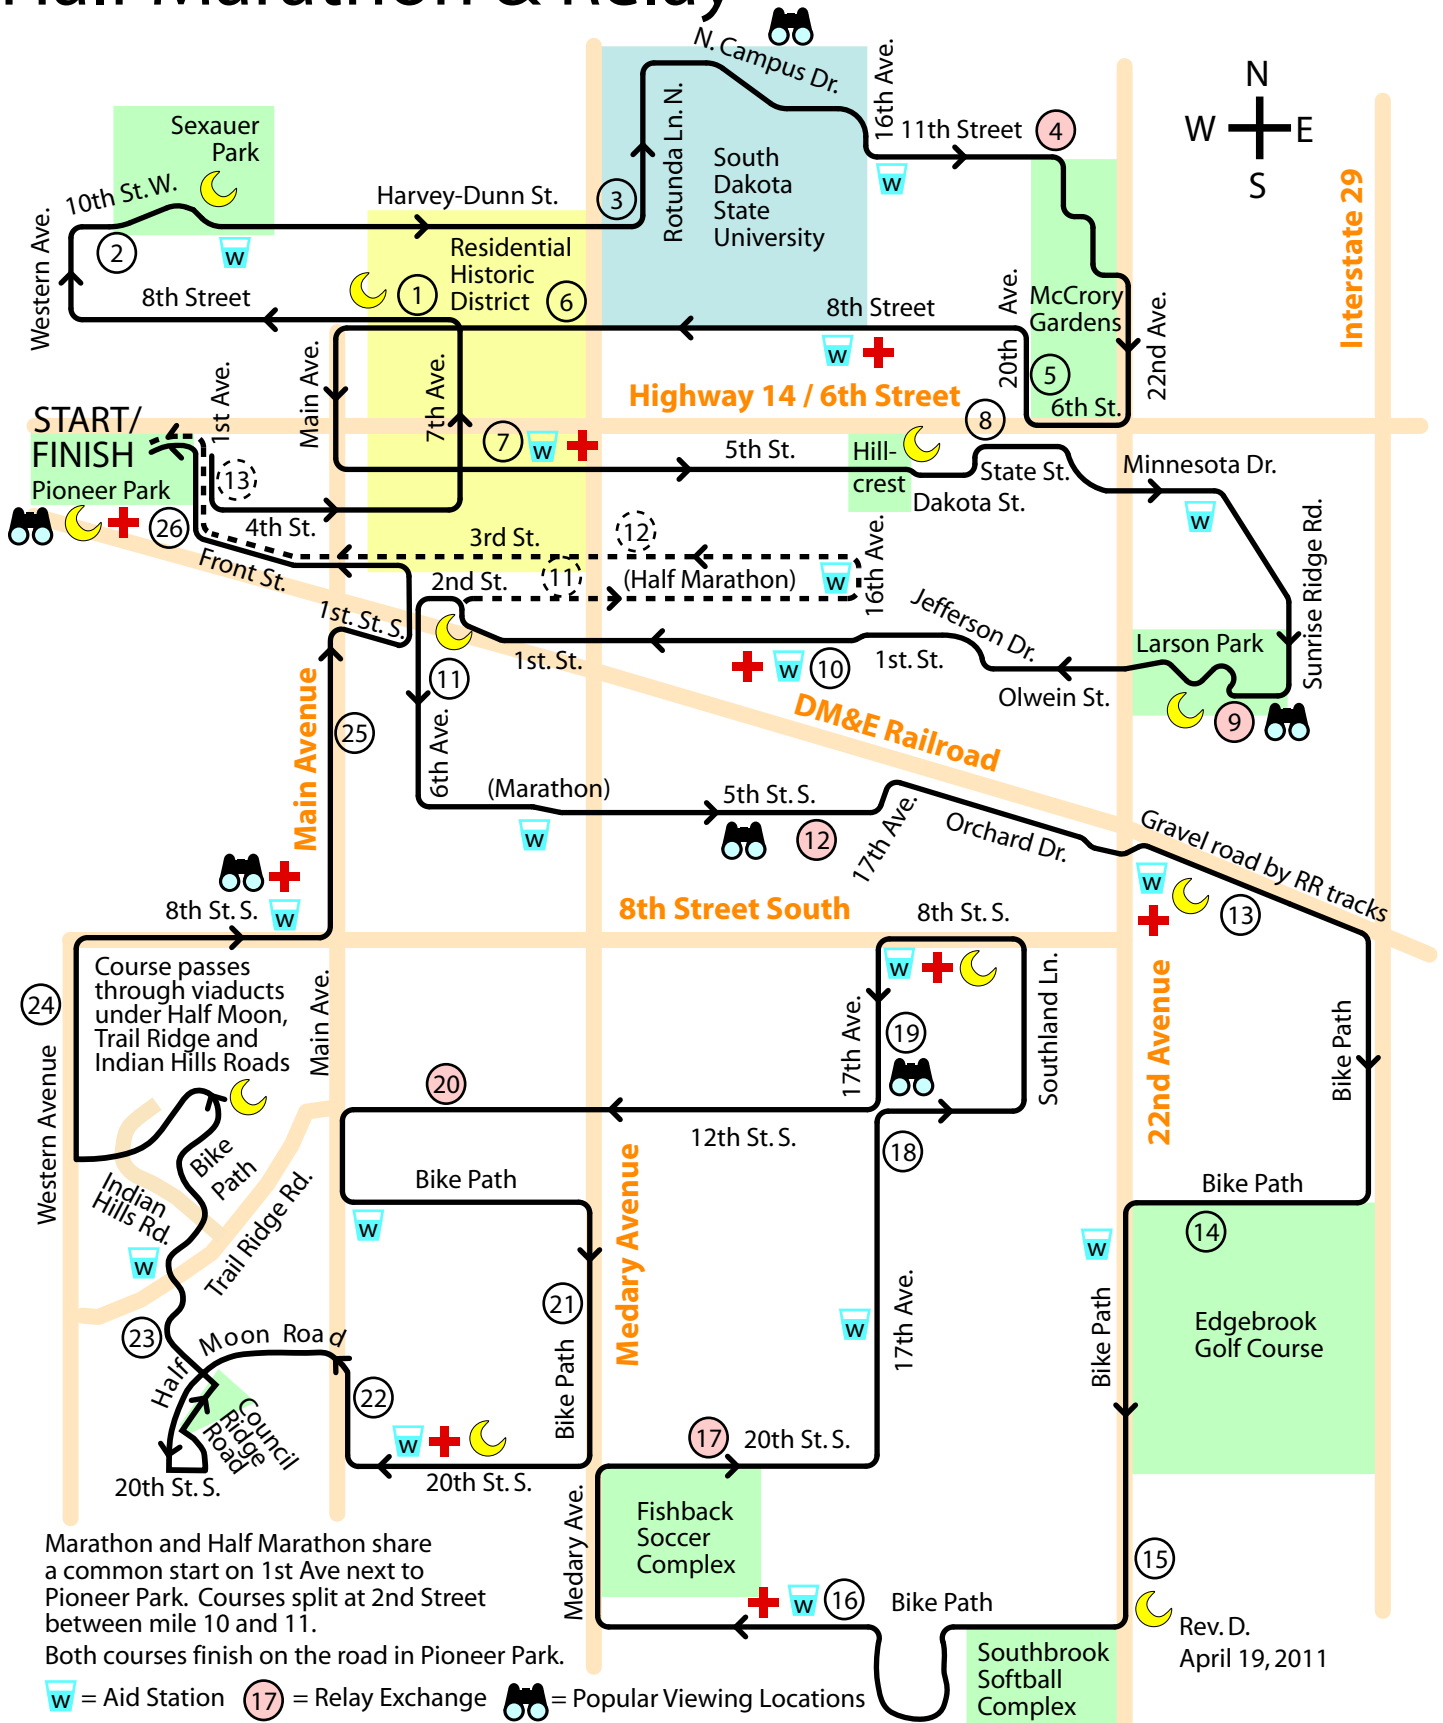 Half Marathon & Relay
N. Campus Dr.
16th Ave.
11th Street
4
N
W E
S
Sexauer
Park
10th St. W.
Harvey-Dunn St.
3
Rotunda Ln. N.
South
Dakota
State
University
Western Ave.
2
w
w
Residential
Historic
District
1
6
8th Street
8th Street
w
20th Ave.
McCrory
Gardens
22nd Ave.
5
6th St.
Interstate 29
Main Ave.
1st Ave.
7th Ave.
Highway 14 / 6th Street
START/
FINISH
Pioneer Park
13
7
w
5th St.
Hill-
crest
8
State St.
Dakota St.
Minnesota Dr.
w
26
4th St.
Front St.
3rd St.
12
2nd St.
11
(Half Marathon)
w
16th Ave.
Sunrise Ridge Rd.
1st. St. S.
1st. St.
w
10
1st. St.
Jefferson Dr.
Olwein St.
Larson Park
9
11
6th Ave.
25
Main Avenue
DM&E Railroad
(Marathon)
w
5th St. S.
12
17th Ave.
Orchard Dr.
Gravel road by RR tracks
w
13
8th St. S.
w
8th Street South
8th St. S.
w
Course passes
through viaducts
under Half Moon,
Trail Ridge and
Indian Hills Roads
24
Western Avenue
Main Ave.
17th Ave.
19
Southland Ln.
22nd Avenue
Bike Path
20
12th St. S.
18
Bike
Path
Indian
Hills Rd.
w
Trail Ridge Rd.
Bike Path
w
Medary Avenue
Bike Path
14
w
21
Bike Path
w
17th Ave.
Bike Path
Edgebrook
Golf Course
23
Half Moon Road
22
Council
Ridge
Road
20th St. S.
w
20th St. S.
17
20th St. S.
Medary Ave.
Fishback
Soccer
Complex
w
16
Bike Path
15
Southbrook
Softball
Complex
Rev. D.
April 19, 2011
Marathon and Half Marathon share
a common start on 1st Ave next to
Pioneer Park. Courses split at 2nd Street
between mile 10 and 11.
Both courses finish on the road in Pioneer Park.
w = Aid Station 17 = Relay Exchange = Popular Viewing Locations